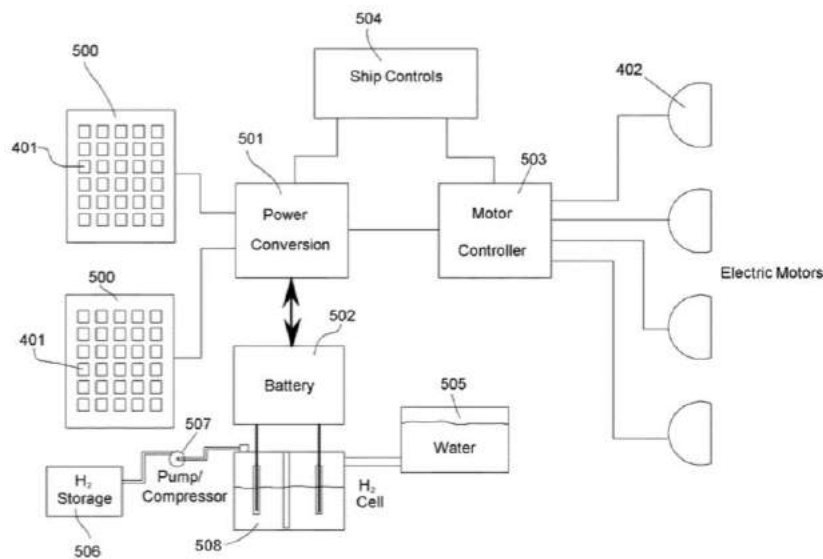 504
500
Ship Controls
402
401
501
503
Power
Conversion
Motor
Controller
500
Electric Motors
401
502
Battery
505
Water
507
Pump/
Compressor
H₂
Storage
H₂
Cell
506
508